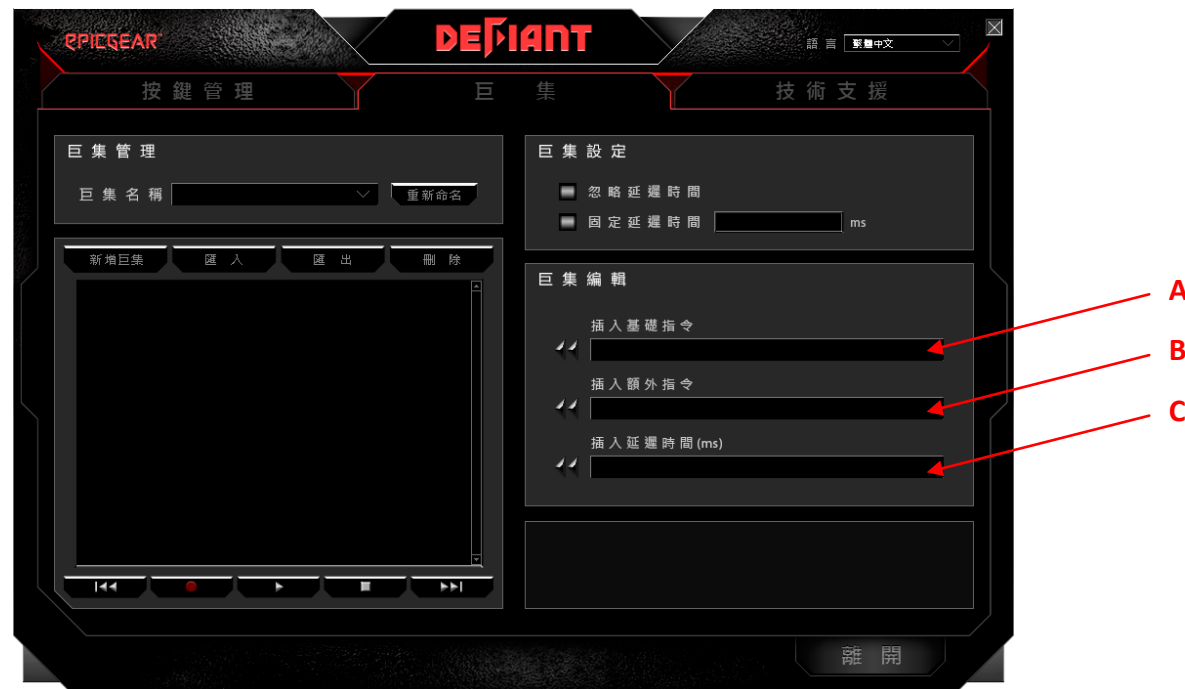 EPICGEAR
DEFIANT
語言 繁體中文
按鍵管理
巨集
技術支援
巨集管理
巨集名稱
重新命名
新增巨集
匯入
匯出
刪除
巨集設定
忽略延遲時間
固定延遲時間 ms
巨集編輯
插入基礎指令
插入額外指令
插入延遲時間(ms)
A
B
C
離開